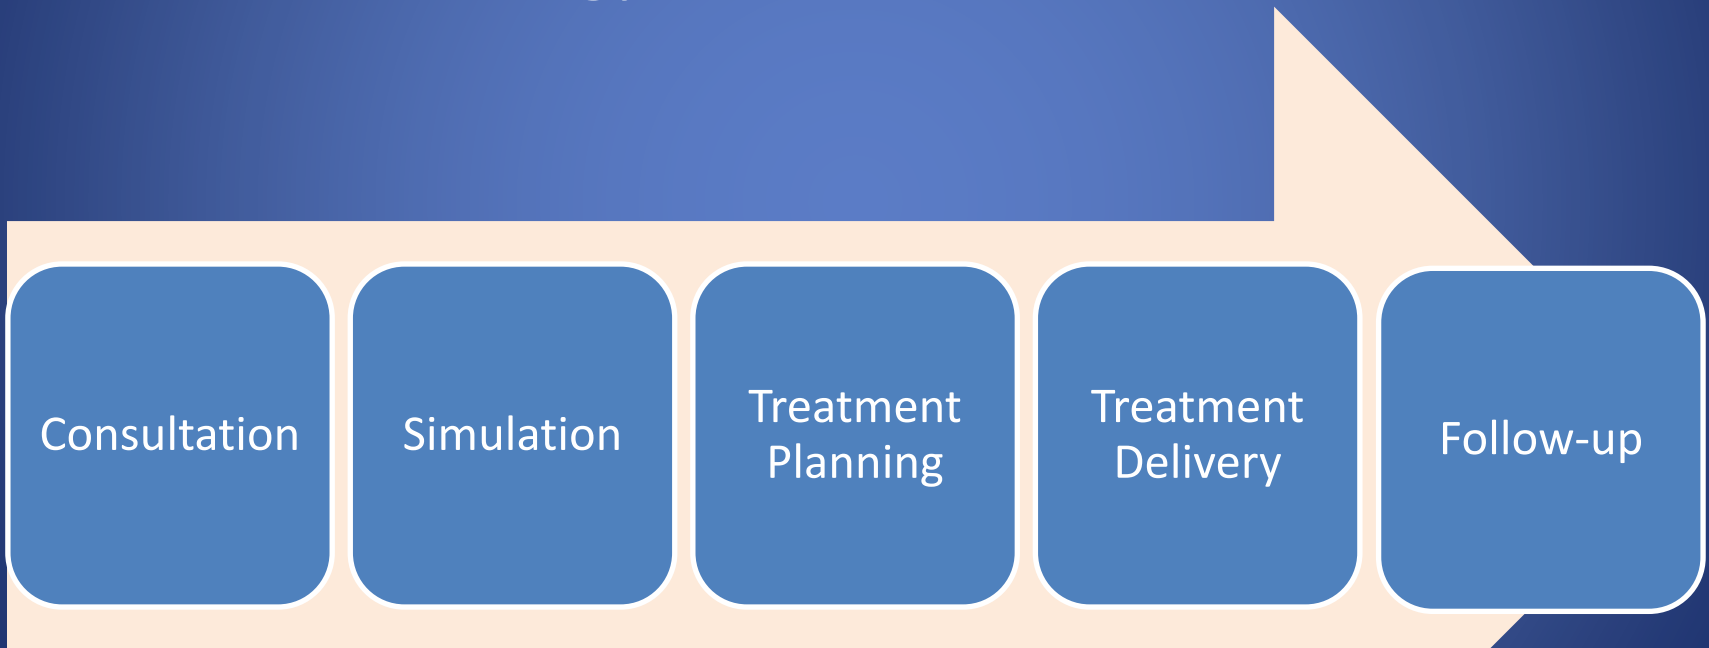 Consultation
Simulation
Treatment
Planning
Treatment
Delivery
Follow-up